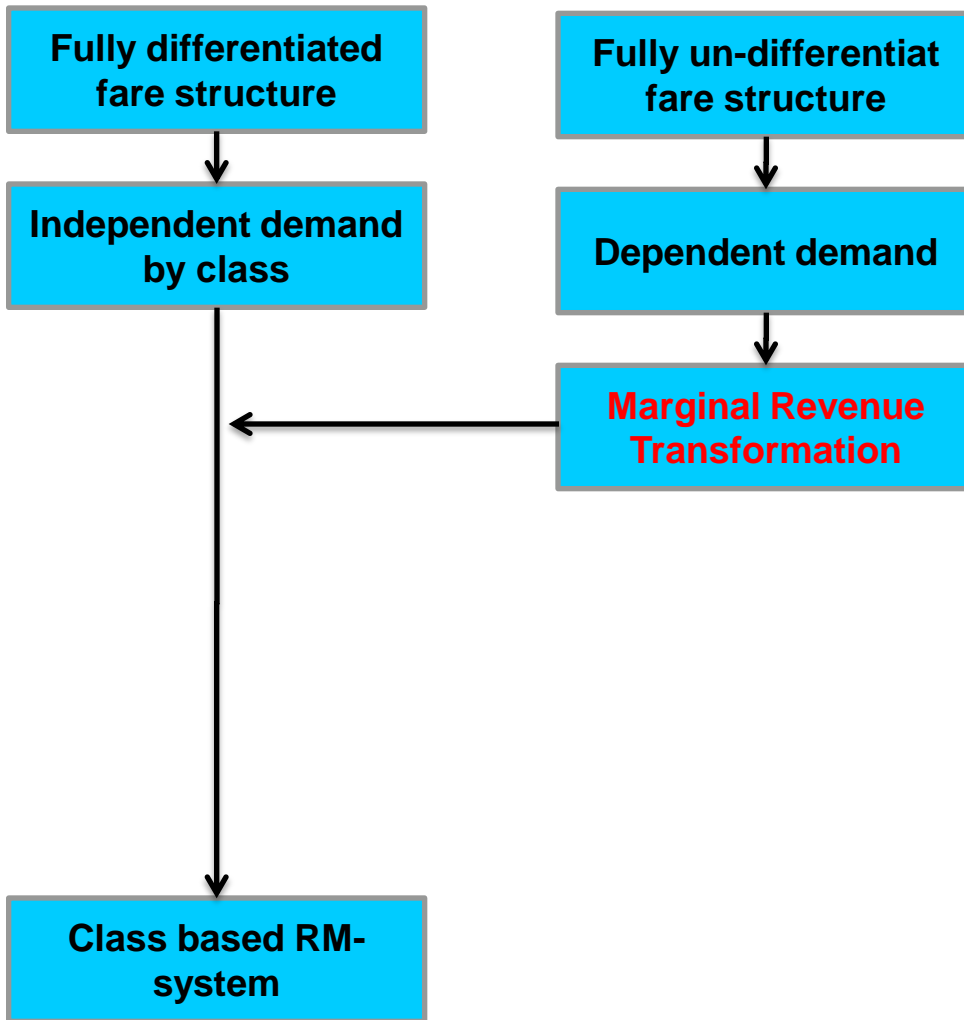 Fully differentiated
fare structure
Fully un-differentiat
fare structure
Independent demand
by class
Dependent demand
Marginal Revenue
Transformation
Class based RM-
system